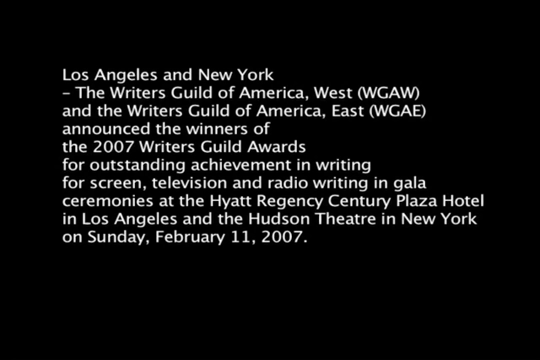 Los Angeles and New York
– The Writers Guild of America, West (WGAW)
and the Writers Guild of America, East (WGAE)
announced the winners of
the 2007 Writers Guild Awards
for outstanding achievement in writing
for screen, television and radio writing in gala
ceremonies at the Hyatt Regency Century Plaza Hotel
in Los Angeles and the Hudson Theatre in New York
on Sunday, February 11, 2007.